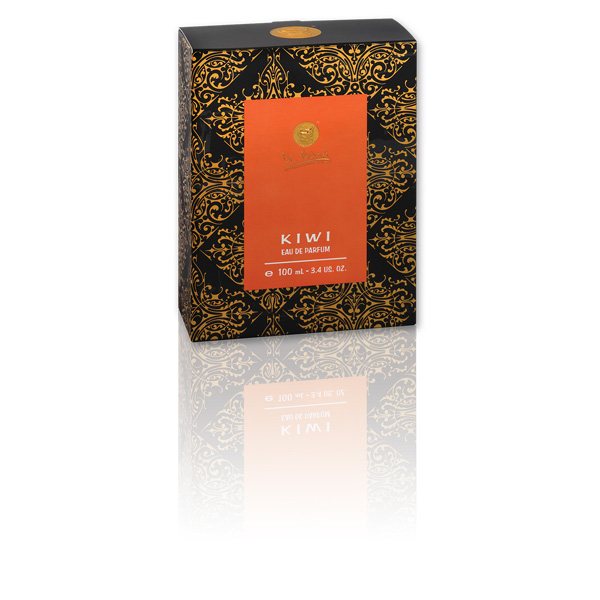 KIWI
EAU DE PARFUM
℮ 100 mL - 3.4 US. OZ.